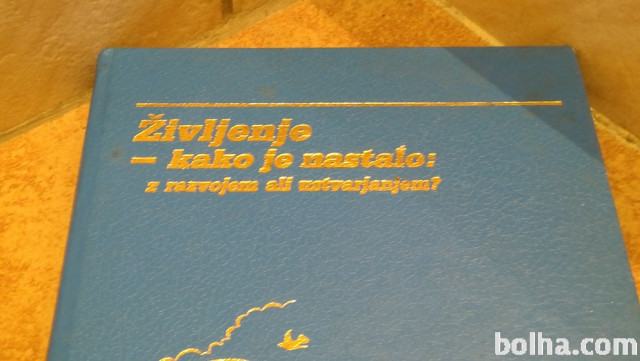 Življenje
– kako je nastalo:
z razvojem ali ustvarjanjem?
bolha.com